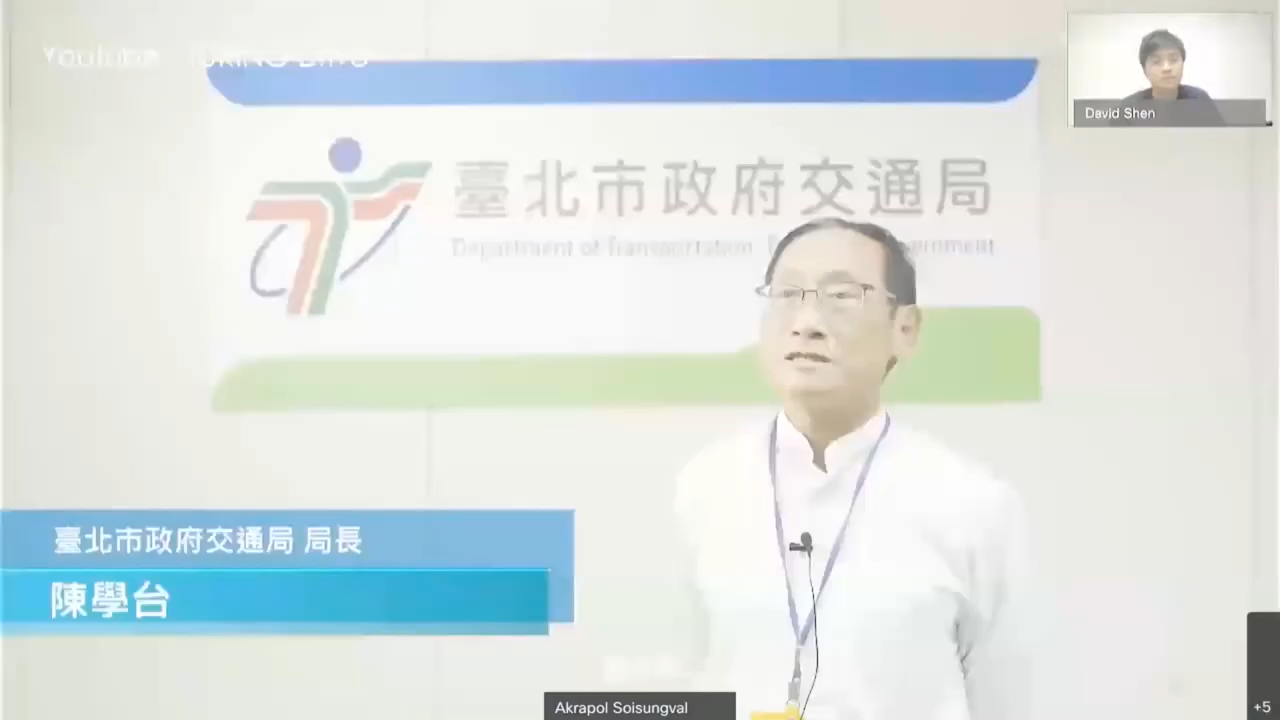 Youtube
David Shen
臺北市政府交通局
Department of Transportation,
臺北市政府交通局 局長
陳學台
Akrapol Soisungval
+5